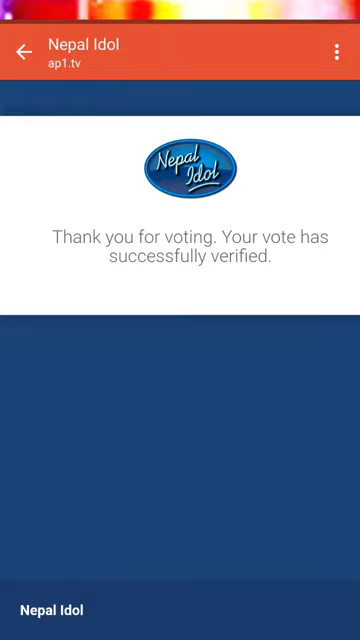 Nepal Idol
ap1.tv
Nepal
Idol
Thank you for voting. Your vote has
successfully verified.
Nepal Idol